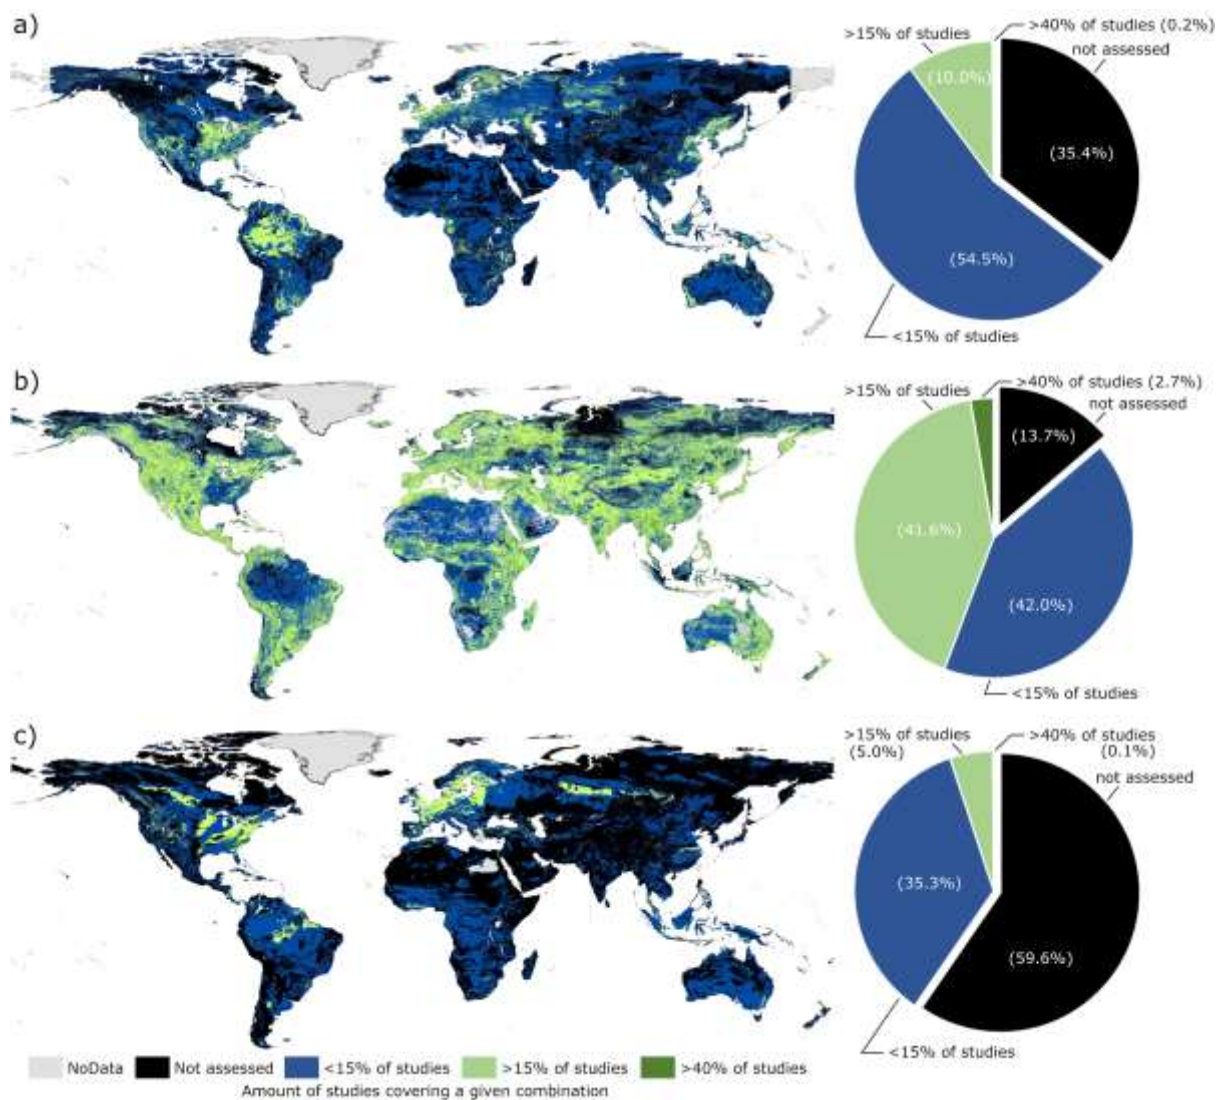 a)
>15% of studies
>40% of studies (0.2%)
not assessed
(10.0%)
(35.4%)
(54.5%)
<15% of studies
b)
>15% of studies
>40% of studies (2.7%)
not assessed
(13.7%)
(41.6%)
(42.0%)
<15% of studies
c)
>15% of studies
(5.0%)
>40% of studies
(0.1%)
not assessed
(35.3%)
(59.6%)
<15% of studies
NoData Not assessed <15% of studies >15% of studies >40% of studies
Amount of studies covering a given combination